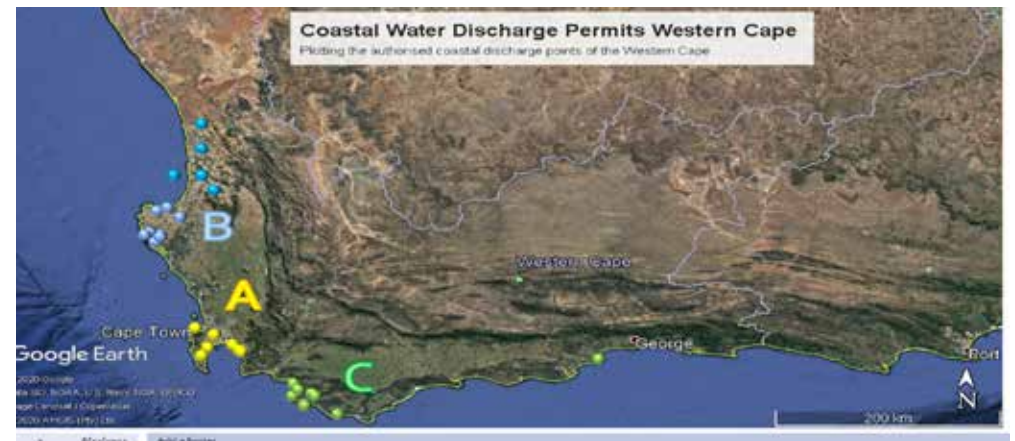 Coastal Water Discharge Permits Western Cape
Plotting the authorised coastal discharge points of the Western Cape
B
Western Cape
A
Cape Town
George
Google Earth
Port
C
N
200 km